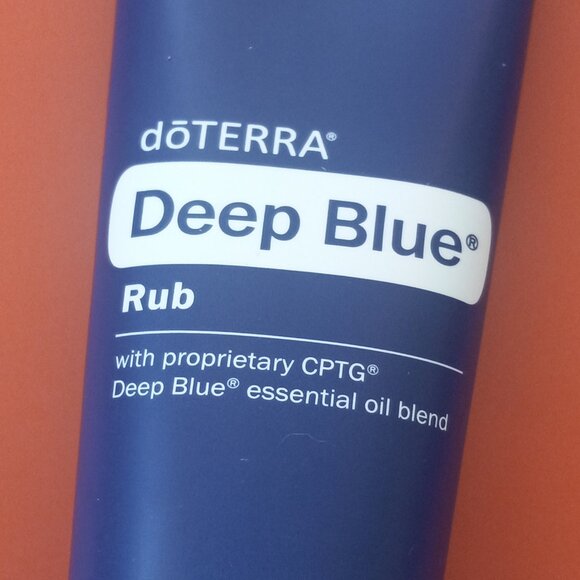 dōTERRA®
Deep Blue®
Rub
with proprietary CPTG®
Deep Blue® essential oil blend